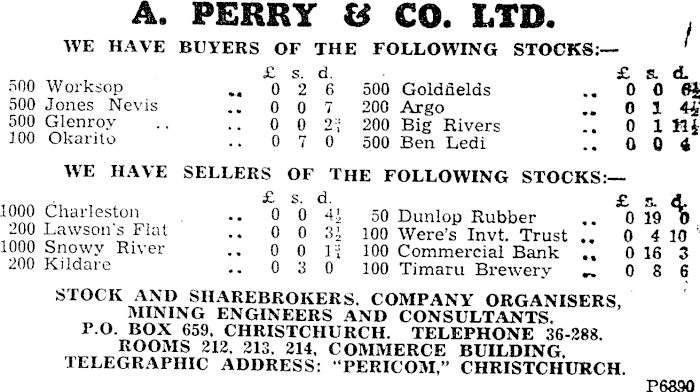 A. PERRY & CO. LTD.
WE HAVE BUYERS OF THE FOLLOWING STOCKS:—
£ s. d.
500 Worksop .. 0 2 6
500 Jones Nevis .. 0 0 7
500 Glenroy .. .. 0 0 2¾
100 Okarito .. 0 7 0
£ s. d.
500 Goldfields .. 0 0 6½
200 Argo .. 0 1 4½
200 Big Rivers .. 0 1 11½
500 Ben Ledi .. 0 0 4
WE HAVE SELLERS OF THE FOLLOWING STOCKS:—
£ s. d.
1000 Charleston .. 0 0 4½
200 Lawson's Flat .. 0 0 3½
1000 Snowy River .. 0 0 1¾
200 Kildare .. 0 3 0
£ s. d.
50 Dunlop Rubber .. 0 19 0
100 Were's Invt. Trust .. 0 4 10
100 Commercial Bank .. 0 16 3
100 Timaru Brewery .. 0 8 6
STOCK AND SHAREBROKERS, COMPANY ORGANISERS,
MINING ENGINEERS AND CONSULTANTS.
P.O. BOX 659, CHRISTCHURCH. TELEPHONE 36-288.
ROOMS 212, 213, 214, COMMERCE BUILDING,
TELEGRAPHIC ADDRESS: "PERICOM," CHRISTCHURCH.
P6890